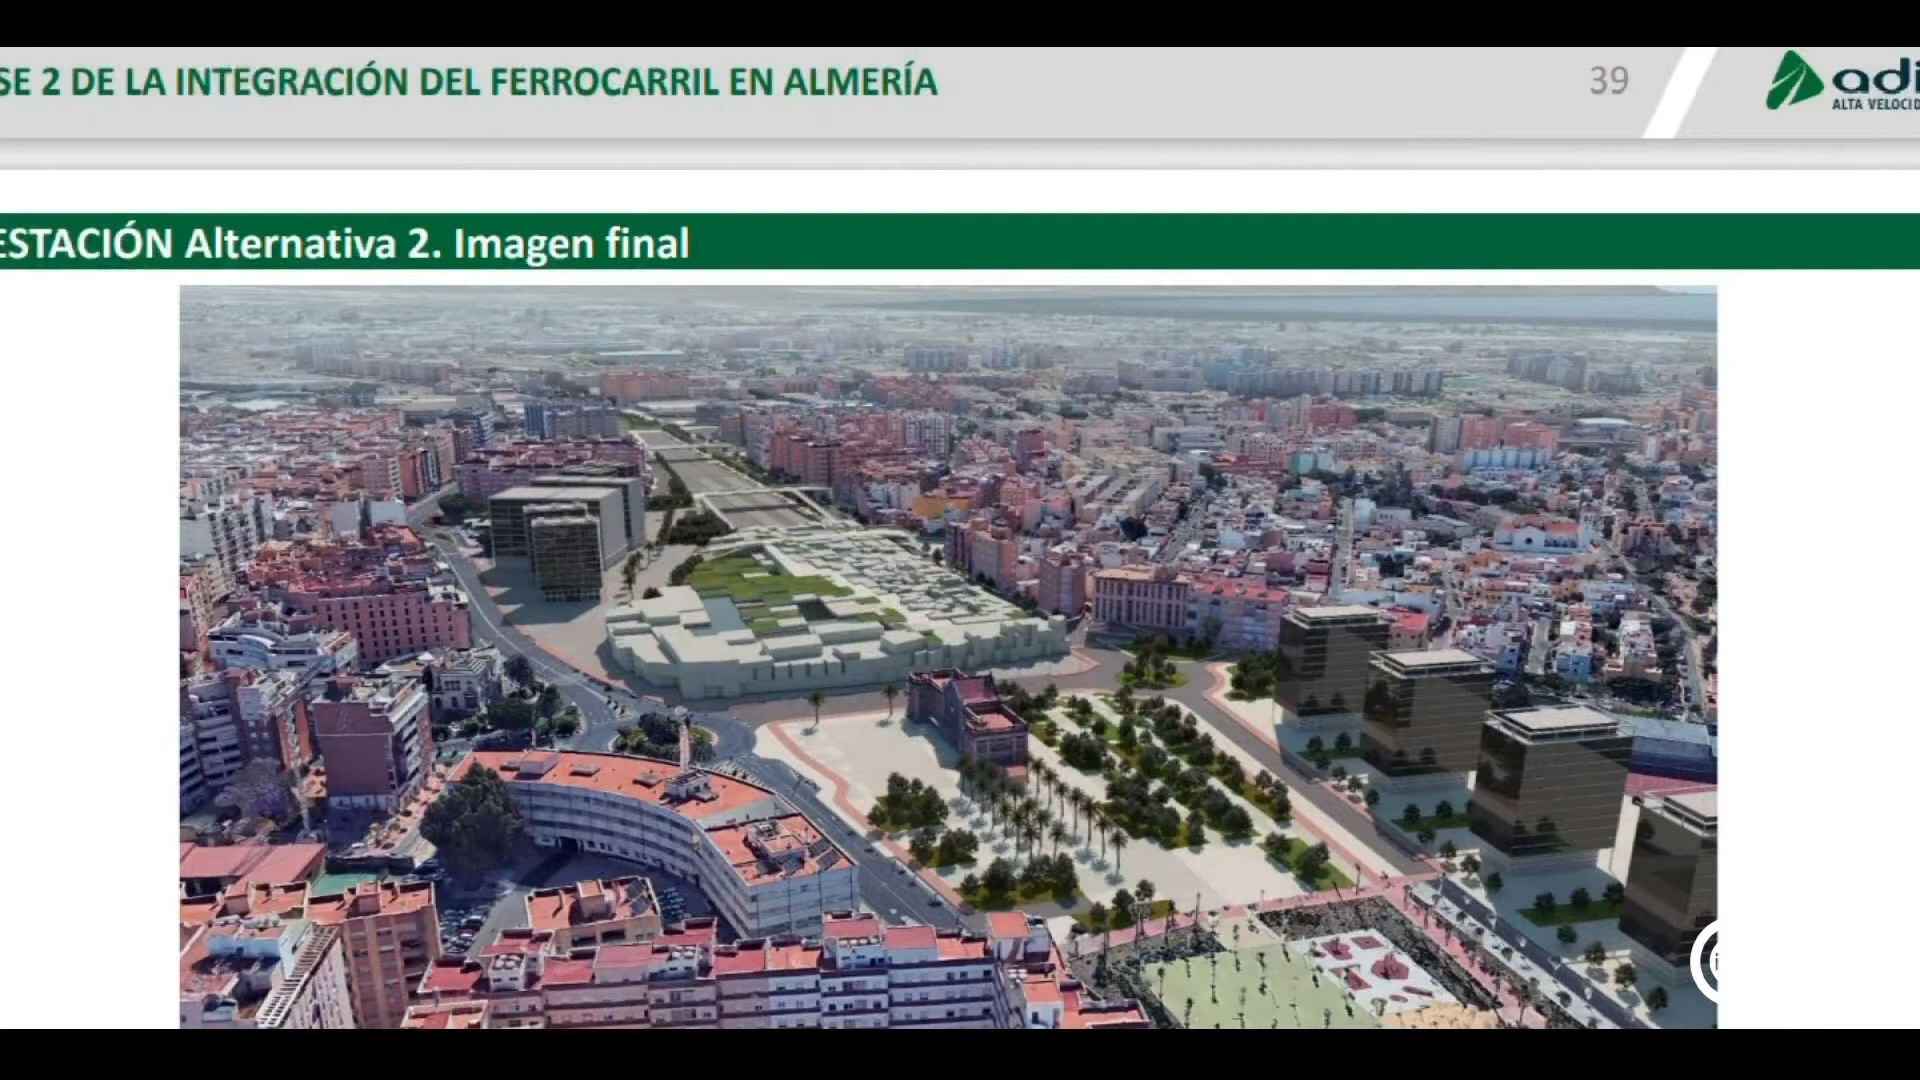 SE 2 DE LA INTEGRACIÓN DEL FERROCARRIL EN ALMERÍA
39
adi
ALTA VELOCID
ESTACIÓN Alternativa 2. Imagen final